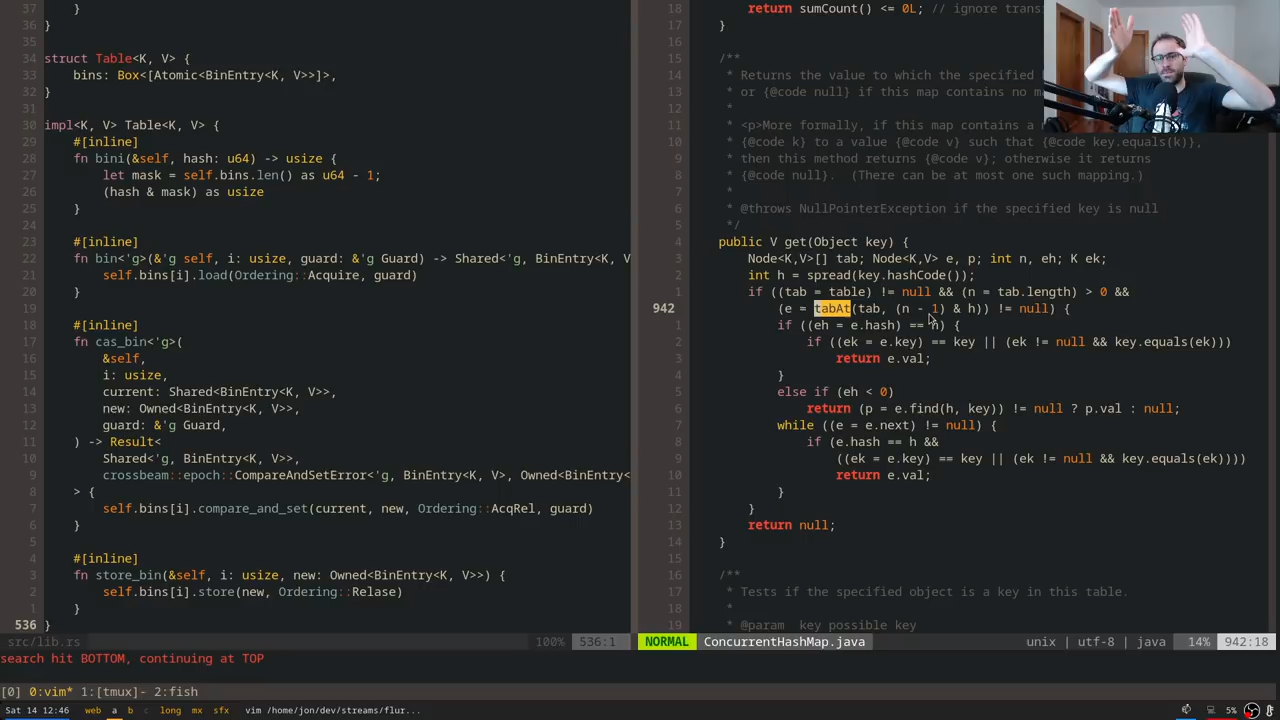 37 }
36 }
35
34 struct Table<K, V> {
33 bins: Box<[Atomic<BinEntry<K, V>>]>,
32 }
31
30 impl<K, V> Table<K, V> {
29 #[inline]
28 fn bini(&self, hash: u64) -> usize {
27 let mask = self.bins.len() as u64 - 1;
26 (hash & mask) as usize
25 }
24
23 #[inline]
22 fn bin<'g>(&'g self, i: usize, guard: &'g Guard) -> Shared<'g, BinEntry<K, V
21 self.bins[i].load(Ordering::Acquire, guard)
20 }
19
18 #[inline]
17 fn cas_bin<'g>(
16 &self,
15 i: usize,
14 current: Shared<BinEntry<K, V>>,
13 new: Owned<BinEntry<K, V>>,
12 guard: &'g Guard,
11 ) -> Result<
10 Shared<'g, BinEntry<K, V>>,
9 crossbeam::epoch::CompareAndSetError<'g, BinEntry<K, V>, Owned<BinEntry<
8 > {
7 self.bins[i].compare_and_set(current, new, Ordering::AcqRel, guard)
6 }
5
4 #[inline]
3 fn store_bin(&self, i: usize, new: Owned<BinEntry<K, V>>) {
2 self.bins[i].store(new, Ordering::Relase)
1 }
536 }
src/lib.rs 100% 536:1
18 return sumCount() <= 0L; // ignore trans
17 }
16
15 /**
14 * Returns the value to which the specified
13 * or {@code null} if this map contains no m
12 *
11 * <p>More formally, if this map contains a
10 * {@code k} to a value {@code v} such that {@code key.equals(k)},
9 * then this method returns {@code v}; otherwise it returns
8 * {@code null}. (There can be at most one such mapping.)
7 *
6 * @throws NullPointerException if the specified key is null
5 */
4 public V get(Object key) {
3 Node<K,V>[] tab; Node<K,V> e, p; int n, eh; K ek;
2 int h = spread(key.hashCode());
1 if ((tab = table) != null && (n = tab.length) > 0 &&
942 (e = tabAt(tab, (n - 1) & h)) != null) {
1 if ((eh = e.hash) == h) {
2 if ((ek = e.key) == key || (ek != null && key.equals(ek)))
3 return e.val;
4 }
5 else if (eh < 0)
6 return (p = e.find(h, key)) != null ? p.val : null;
7 while ((e = e.next) != null) {
8 if (e.hash == h &&
9 ((ek = e.key) == key || (ek != null && key.equals(ek))))
10 return e.val;
11 }
12 }
13 return null;
14 }
15
16 /**
17 * Tests if the specified object is a key in this table.
18 *
19 * @param key possible key
NORMAL ConcurrentHashMap.java unix | utf-8 | java 14% 942:18
search hit BOTTOM, continuing at TOP
[0] 0:vim* 1:[tmux]- 2:fish
Sat 14 12:46 web a b c long mx sfx vim /home/jon/dev/streams/flur... 5%